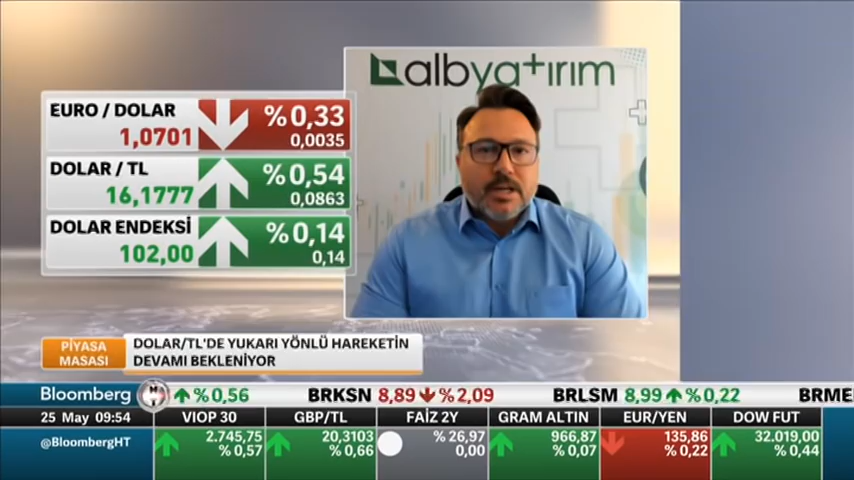 albyatırım
EURO / DOLAR
1,0701
%0,33
0,0035
DOLAR / TL
16,1777
%0,54
0,0863
DOLAR ENDEKSİ
102,00
%0,14
0,14
PİYASA
MASASI
DOLAR/TL'DE YUKARI YÖNLÜ HAREKETİN
DEVAMI BEKLENİYOR
Bloomberg
%0,56 BRKSN 8,89 %2,09 BRLSM 8,99 %0,22 BRME
25 May 09:54
@BloombergHT
VIOP 30
2.745,75
%0,57
GBP/TL
20,3103
%0,66
FAİZ 2Y
%26,97
0,00
GRAM ALTIN
966,87
%0,07
EUR/YEN
135,86
%0,22
DOW FUT
32.019,00
%0,44